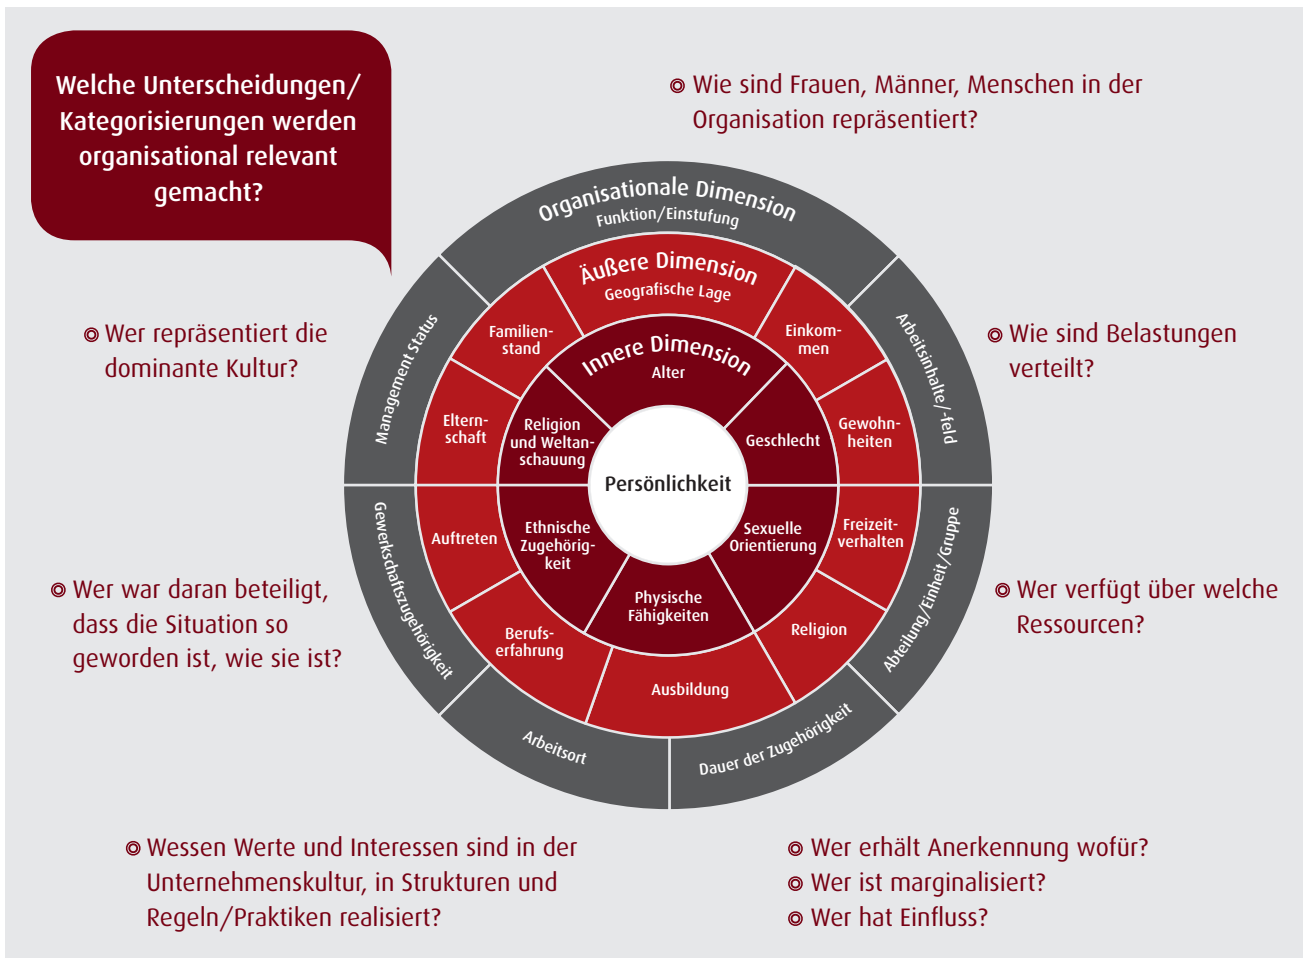 Welche Unterscheidungen/
Kategorisierungen werden
organisational relevant
gemacht?
◎ Wie sind Frauen, Männer, Menschen in der
Organisation repräsentiert?
◎ Wer repräsentiert die
dominante Kultur?
◎ Wie sind Belastungen
verteilt?
◎ Wer war daran beteiligt,
dass die Situation so
geworden ist, wie sie ist?
◎ Wer verfügt über welche
Ressourcen?
Organisationale Dimension
Funktion/Einstufung
Arbeitsinhalte/-feld
Abteilung/Einheit/Gruppe
Dauer der Zugehörigkeit
Arbeitsort
Gewerkschaftszugehörigkeit
Management Status
Äußere Dimension
Geografische Lage
Einkom-
men
Gewohn-
heiten
Freizeit-
verhalten
Religion
Ausbildung
Berufs-
erfahrung
Auftreten
Eltern-
schaft
Familien-
stand
Innere Dimension
Alter
Geschlecht
Sexuelle
Orientierung
Physische
Fähigkeiten
Ethnische
Zugehörig-
keit
Religion
und Weltan-
schauung
Persönlichkeit
◎ Wessen Werte und Interessen sind in der
Unternehmenskultur, in Strukturen und
Regeln/Praktiken realisiert?
◎ Wer erhält Anerkennung wofür?
◎ Wer ist marginalisiert?
◎ Wer hat Einfluss?